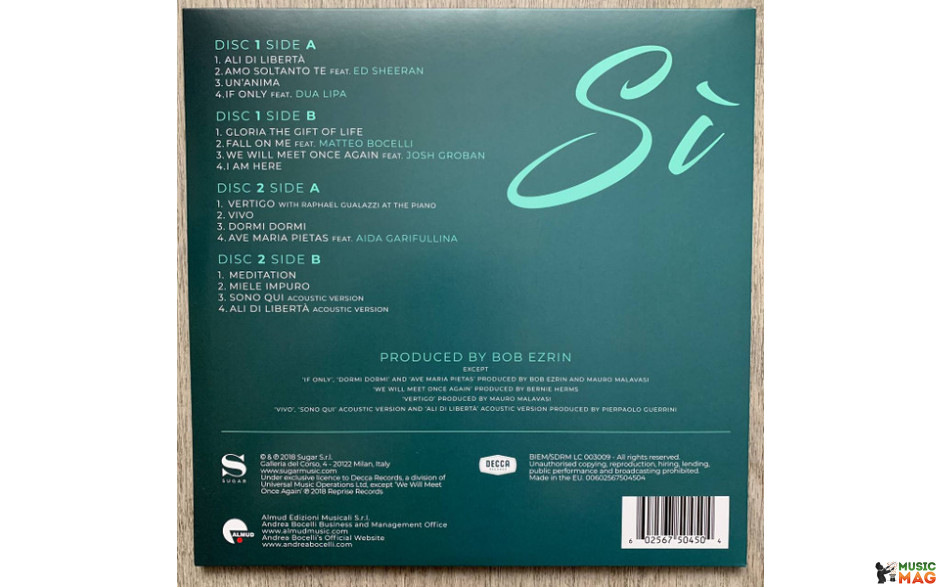 DISC 1 SIDE A
1. ALI DI LIBERTÀ
2. AMO SOLTANTO TE FEAT. ED SHEERAN
3. UN'ANIMA
4. IF ONLY FEAT. DUA LIPA
DISC 1 SIDE B
1. GLORIA THE GIFT OF LIFE
2. FALL ON ME FEAT. MATTEO BOCELLI
3. WE WILL MEET ONCE AGAIN FEAT. JOSH GROBAN
4. I AM HERE
DISC 2 SIDE A
1. VERTIGO WITH RAPHAEL GUALAZZI AT THE PIANO
2. VIVO
3. DORMI DORMI
4. AVE MARIA PIETAS FEAT. AIDA GARIFULLINA
DISC 2 SIDE B
1. MEDITATION
2. MIELE IMPURO
3. SONO QUI ACOUSTIC VERSION
4. ALI DI LIBERTÀ ACOUSTIC VERSION
Sì
PRODUCED BY BOB EZRIN
EXCEPT
'IF ONLY', 'DORMI DORMI' AND 'AVE MARIA PIETAS' PRODUCED BY BOB EZRIN AND MAURO MALAVASI
'WE WILL MEET ONCE AGAIN' PRODUCED BY BERNIE HERMS
'VERTIGO' PRODUCED BY MAURO MALAVASI
'VIVO', 'SONO QUI' ACOUSTIC VERSION AND 'ALI DI LIBERTÀ' ACOUSTIC VERSION PRODUCED BY PIERPAOLO GUERRINI
S
SUGAR
© & ℗ 2018 Sugar S.r.l.
Galleria del Corso, 4 - 20122 Milan, Italy
www.sugarmusic.com
Under exclusive licence to Decca Records, a division of
Universal Music Operations Ltd, except 'We Will Meet
Once Again' ℗ 2018 Reprise Records
DECCA
RECORDS
BIEM/SDRM LC 003009 - All rights reserved.
Unauthorised copying, reproduction, hiring, lending,
public performance and broadcasting prohibited.
Made in the EU. 00602567504504
ALMUD
Almud Edizioni Musicali S.r.l.
Andrea Bocelli Business and Management Office
www.almudmusic.com
Andrea Bocelli's Official Website
www.andreabocelli.com
6 02567 50450 4
MUSIC
MAG